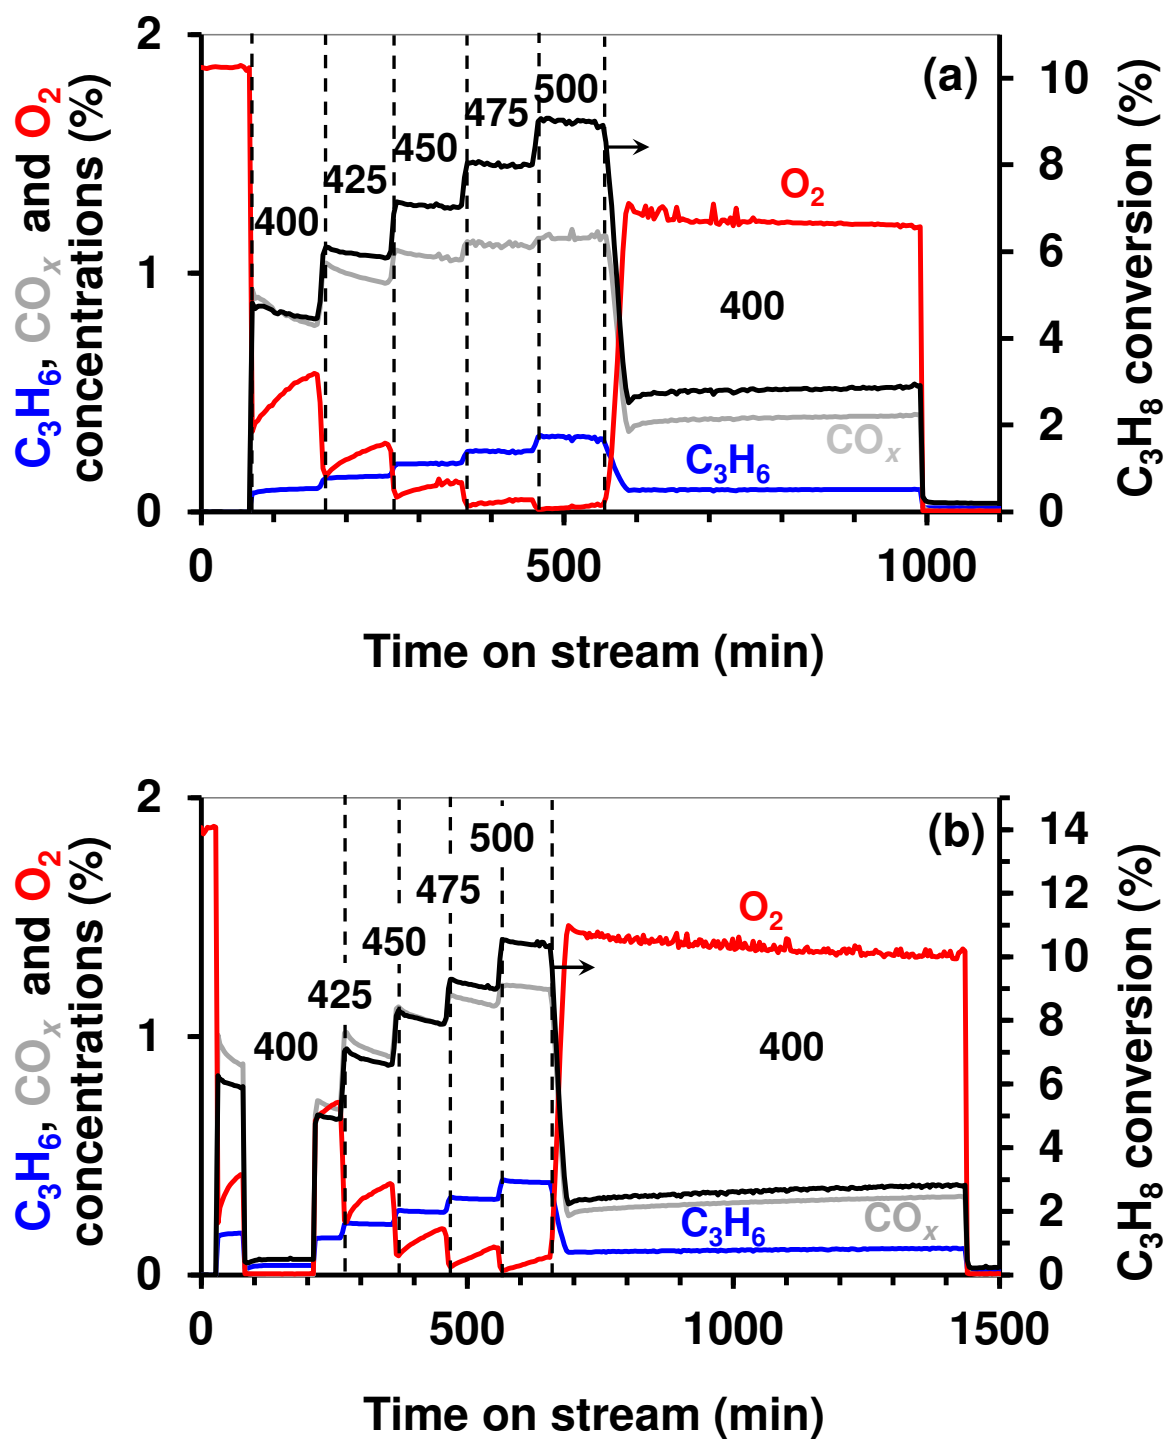 2
1
0
C₃H₆, COₓ and O₂
concentrations (%)
(a)
400
425
450
475
500
O₂
400
COₓ
C₃H₆
10
8
6
4
2
0
C₃H₈ conversion (%)
0 500 1000
Time on stream (min)
2
1
0
C₃H₆, COₓ and O₂
concentrations (%)
(b)
400
425
450
475
500
O₂
400
COₓ
C₃H₆
14
12
10
8
6
4
2
0
C₃H₈ conversion (%)
0 500 1000 1500
Time on stream (min)